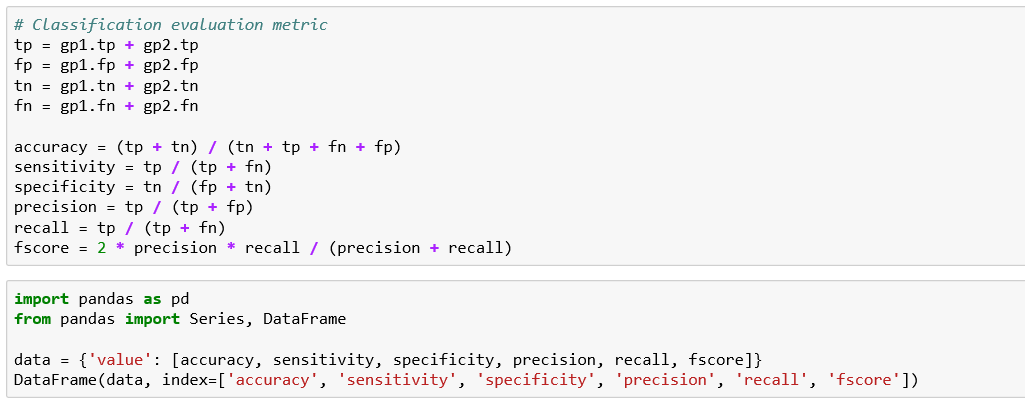 # Classification evaluation metric
tp = gp1.tp + gp2.tp
fp = gp1.fp + gp2.fp
tn = gp1.tn + gp2.tn
fn = gp1.fn + gp2.fn
accuracy = (tp + tn) / (tn + tp + fn + fp)
sensitivity = tp / (tp + fn)
specificity = tn / (fp + tn)
precision = tp / (tp + fp)
recall = tp / (tp + fn)
fscore = 2 * precision * recall / (precision + recall)
import pandas as pd
from pandas import Series, DataFrame
data = {'value': [accuracy, sensitivity, specificity, precision, recall, fscore]}
DataFrame(data, index=['accuracy', 'sensitivity', 'specificity', 'precision', 'recall', 'fscore'])